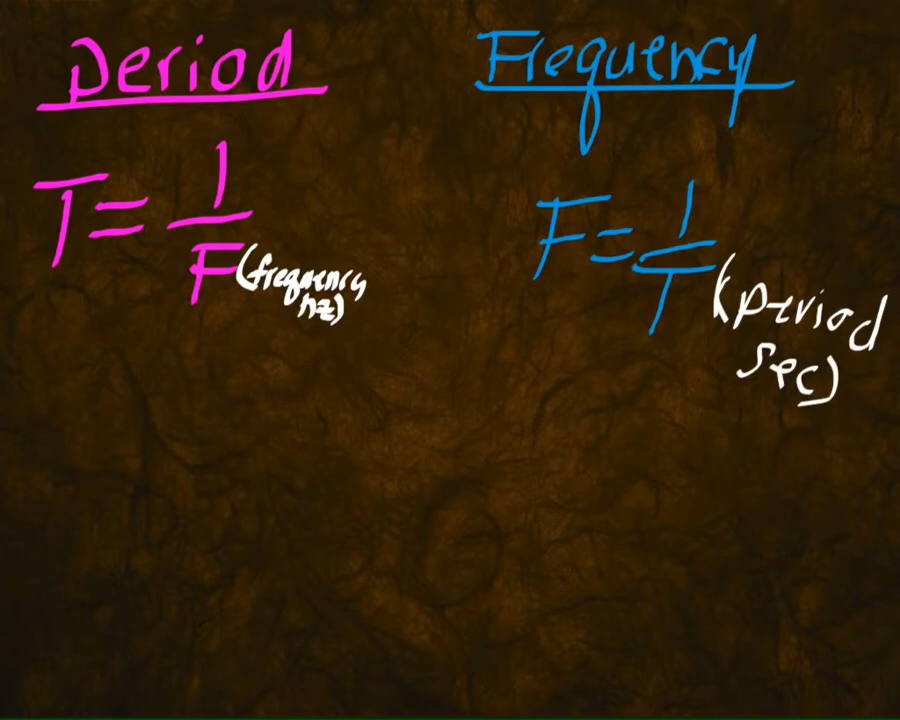 period
Frequency
T = 1/F (frequency
hz)
F = 1/T (period
sec)